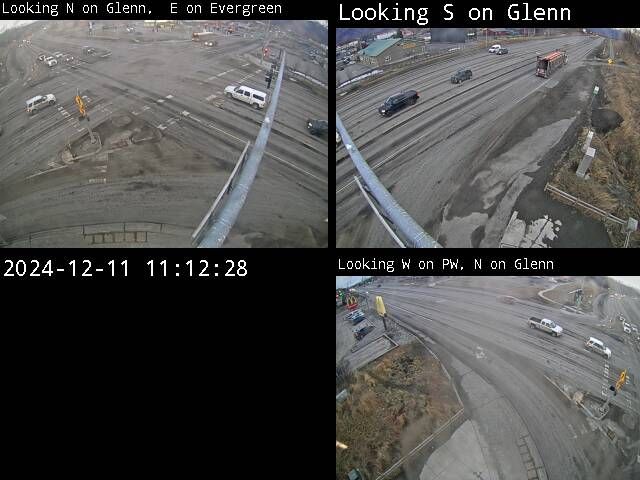 Looking N on Glenn, E on Evergreen
Looking S on Glenn
2024-12-11 11:12:28
Looking W on PW, N on Glenn